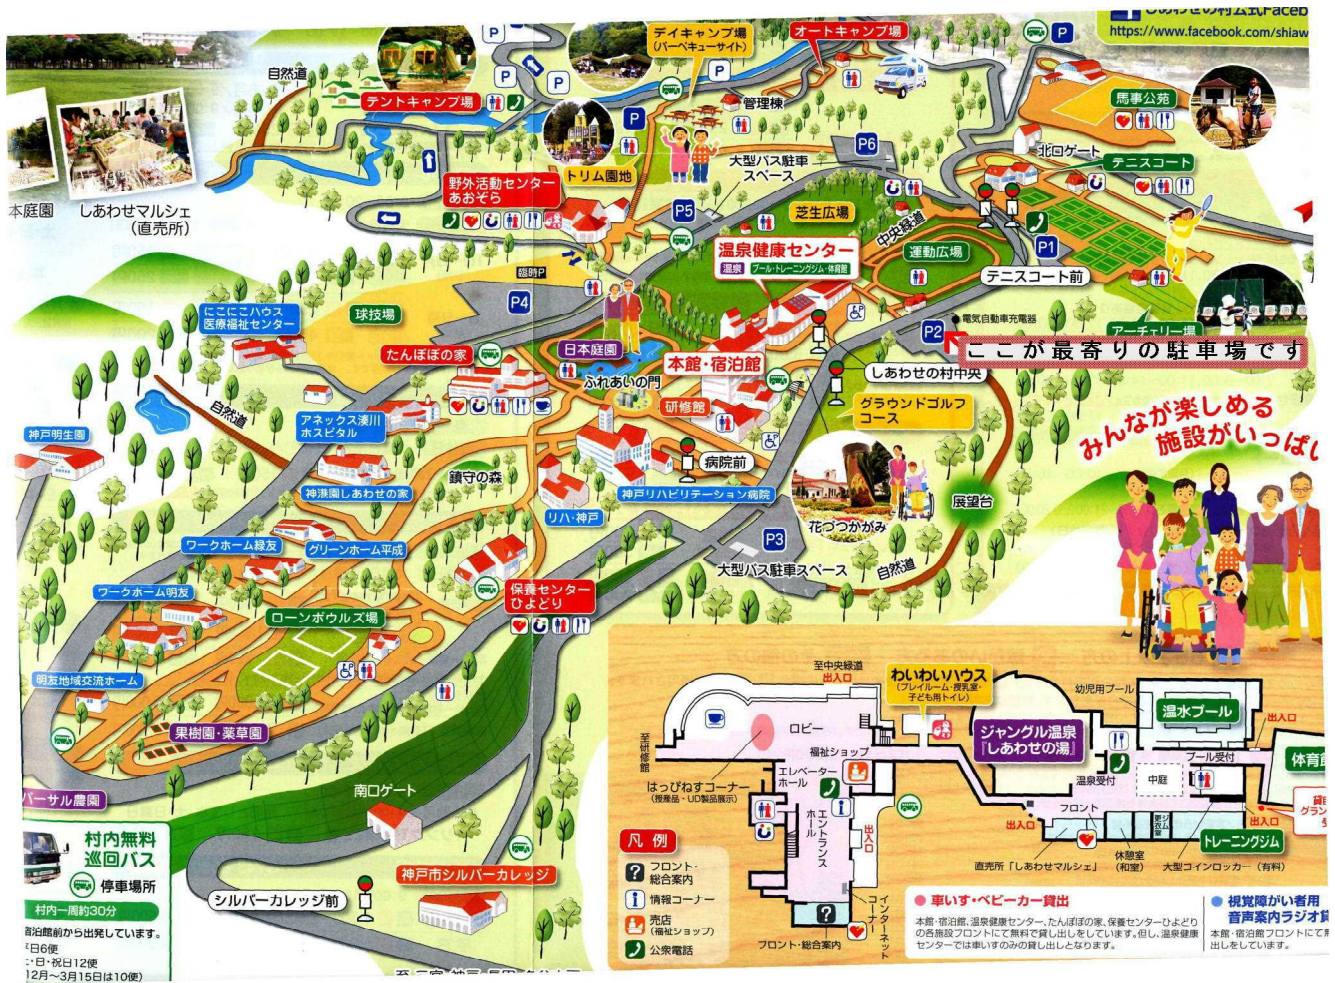 しあわせの村公式Faceb
https://www.facebook.com/shiaw
デイキャンプ場
(バーベキューサイト)
オートキャンプ場
自然道
テントキャンプ場
管理棟
馬事公苑
北口ゲート
テニスコート
トリム園地
大型バス駐車
スペース
P6
野外活動センター
あおぞら
本庭園
しあわせマルシェ
(直売所)
P5
芝生広場
中央緑道
運動広場
P1
テニスコート前
温泉健康センター
温泉 プール・トレーニングジム・体育館
臨時P
P4
球技場
にこにこハウス
医療福祉センター
たんぽぽの家
日本庭園
本館・宿泊館
ふれあいの門
研修館
P2
電気自動車充電器
アーチェリー場
ここが最寄りの駐車場です
しあわせの村中央
グラウンドゴルフ
コース
みんなが楽しめる
施設がいっぱい
自然道
アネックス湊川
ホスピタル
神戸明生園
神港園しあわせの家
鎮守の森
病院前
神戸リハビリテーション病院
リハ・神戸
花づつかがみ
展望台
P3
大型バス駐車スペース
自然道
ワークホーム緑友
グリーンホーム平成
ワークホーム明友
ローンボウルズ場
保養センター
ひよどり
明友地域交流ホーム
果樹園・薬草園
バーサル農園
南口ゲート
神戸市シルバーカレッジ
シルバーカレッジ前
村内無料
巡回バス
停車場所
村内一周約30分
宿泊館前から出発しています。
平日6便
土・日・祝日12便
12月～3月15日は10便)
至中央緑道
出入口
わいわいハウス
(プレイルーム・授乳室・
子ども用トイレ)
幼児用プール
温水プール
出入口
至研修館
ロビー
福祉ショップ
ジャングル温泉
『しあわせの湯』
温泉受付
中庭
プール受付
体育館
はっぴねすコーナー
(授産品・UD製品展示)
エレベーター
ホール
エントランス
ホール
出入口
出入口
フロント
更衣室
ジム
出入口
トレーニングジム
直売所「しあわせマルシェ」
休憩室
(和室)
大型コインロッカー(有料)
インターネット
コーナー
フロント・総合案内
凡例
フロント・
総合案内
情報コーナー
売店
(福祉ショップ)
公衆電話
車いす・ベビーカー貸出
本館・宿泊館、温泉健康センター、たんぽぽの家、保養センターひよどり
の各施設フロントにて無料で貸し出しをしています。但し、温泉健康
センターでは車いすのみの貸し出しとなります。
視覚障がい者用
音声案内ラジオ貸
本館・宿泊館フロントにて無
出しをしています。